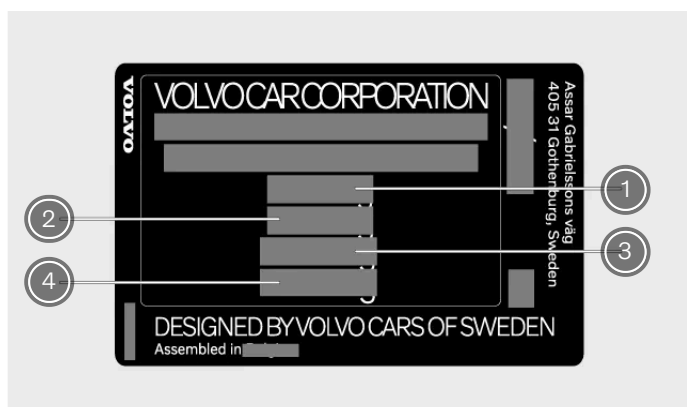 VOLVO
VOLVO CAR CORPORATION
Assar Gabrielssons väg
405 31 Gothenburg, Sweden
1
2
3
4
DESIGNED BY VOLVO CARS OF SWEDEN
Assembled in